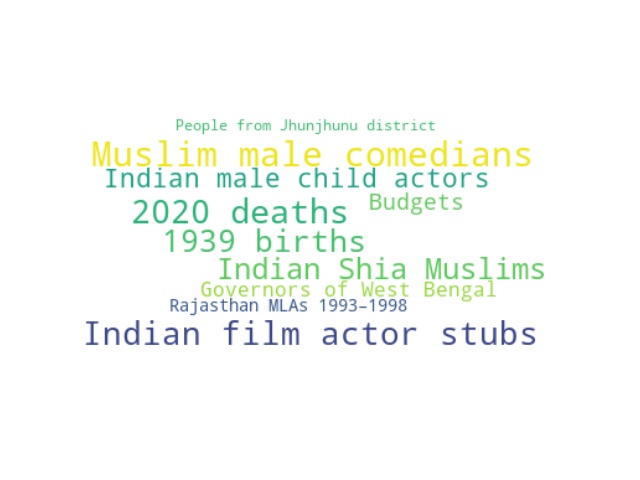 People from Jhunjhunu district
Muslim male comedians
Indian male child actors
Budgets
2020 deaths
1939 births
Indian Shia Muslims
Governors of West Bengal
Rajasthan MLAs 1993–1998
Indian film actor stubs